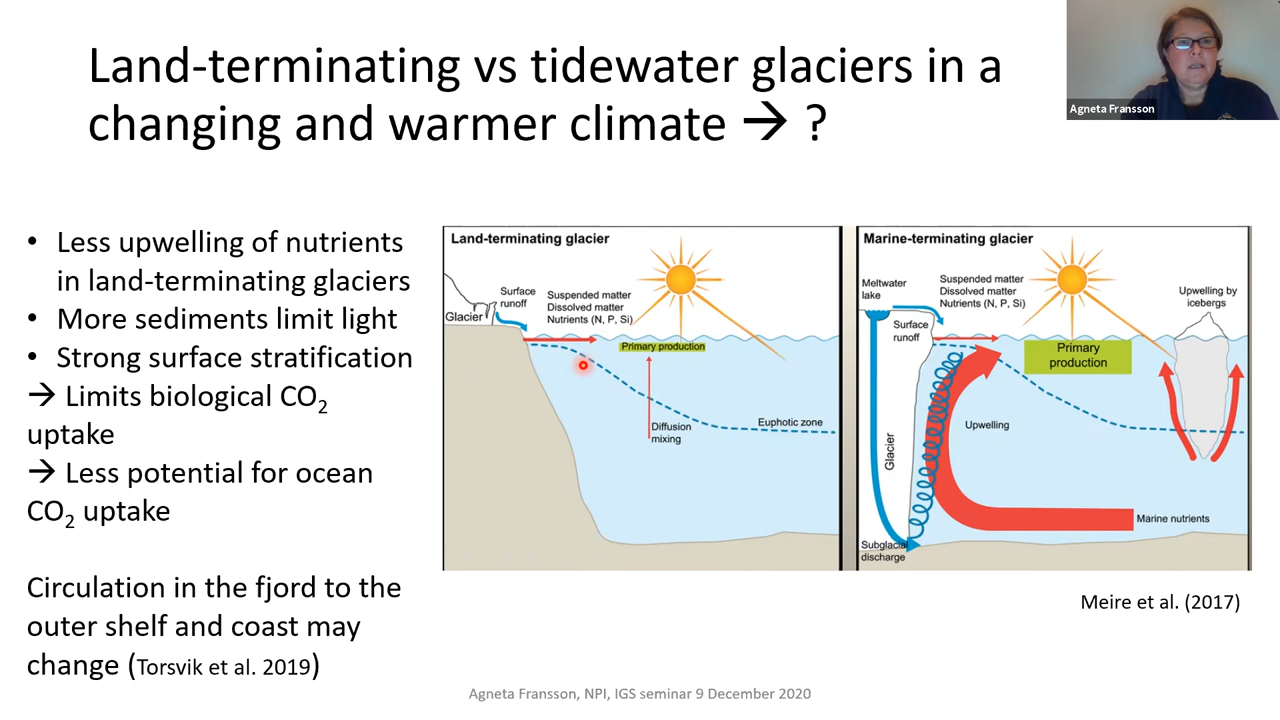 Land-terminating vs tidewater glaciers in a
changing and warmer climate → ?
Agneta Fransson
• Less upwelling of nutrients
in land-terminating glaciers
• More sediments limit light
• Strong surface stratification
→ Limits biological CO₂
uptake
→ Less potential for ocean
CO₂ uptake
Circulation in the fjord to the
outer shelf and coast may
change (Torsvik et al. 2019)
Land-terminating glacier
Surface
runoff
Glacier
Suspended matter
Dissolved matter
Nutrients (N, P, Si)
Primary production
Diffusion
mixing
Euphotic zone
Marine-terminating glacier
Meltwater
lake
Suspended matter
Dissolved matter
Nutrients (N, P, Si)
Upwelling by
icebergs
Surface
runoff
Primary
production
Upwelling
Glacier
Marine nutrients
Subglacial
discharge
Meire et al. (2017)
Agneta Fransson, NPI, IGS seminar 9 December 2020